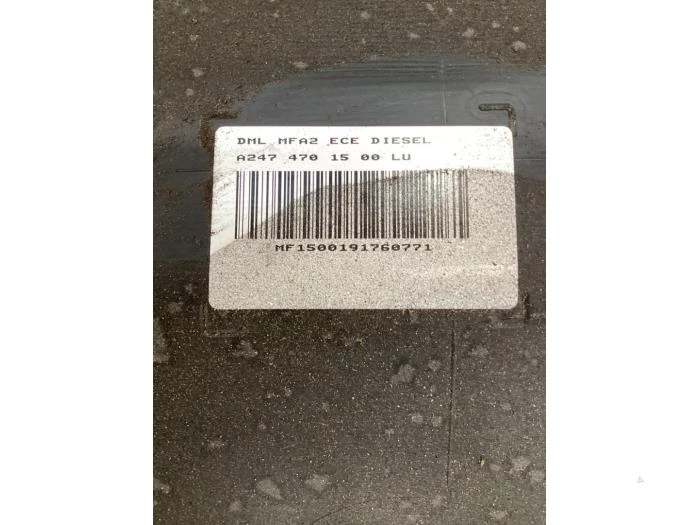 DML MFA2 ECE DIESEL
A247 470 15 00 LU
MF1500191760771